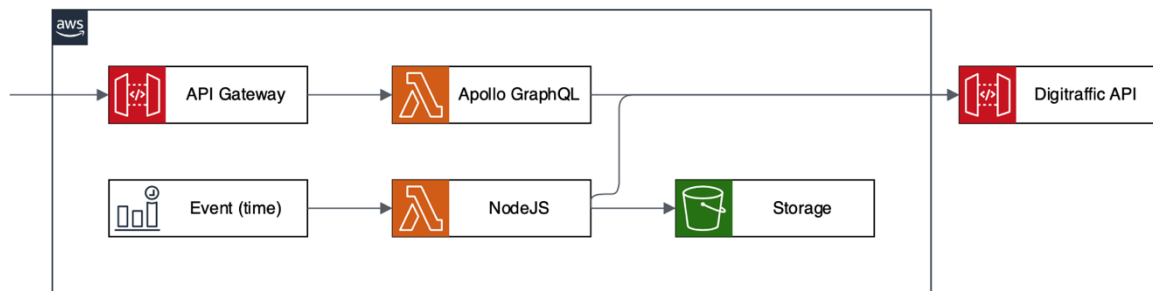 aws
API Gateway
Apollo GraphQL
Digitraffic API
Event (time)
NodeJS
Storage